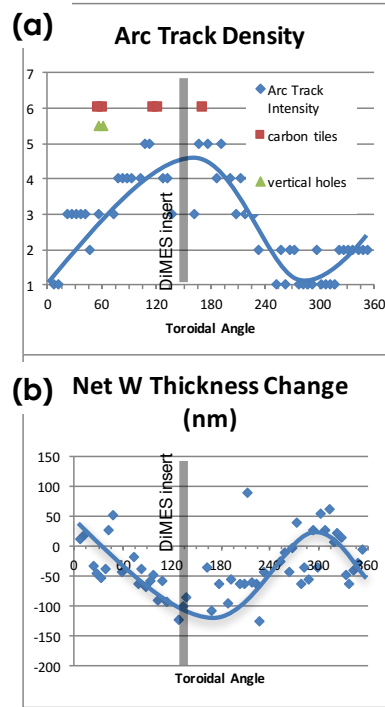 (a)
Arc Track Density
7
6
5
4
3
2
1
Arc Track
Intensity
carbon tiles
vertical holes
DiMES insert
0 60 120 180 240 300 360
Toroidal Angle
(b) Net W Thickness Change
(nm)
150
100
50
0
-50
-100
-150
-200
DiMES insert
0 60 120 180 240 300 360
Toroidal Angle